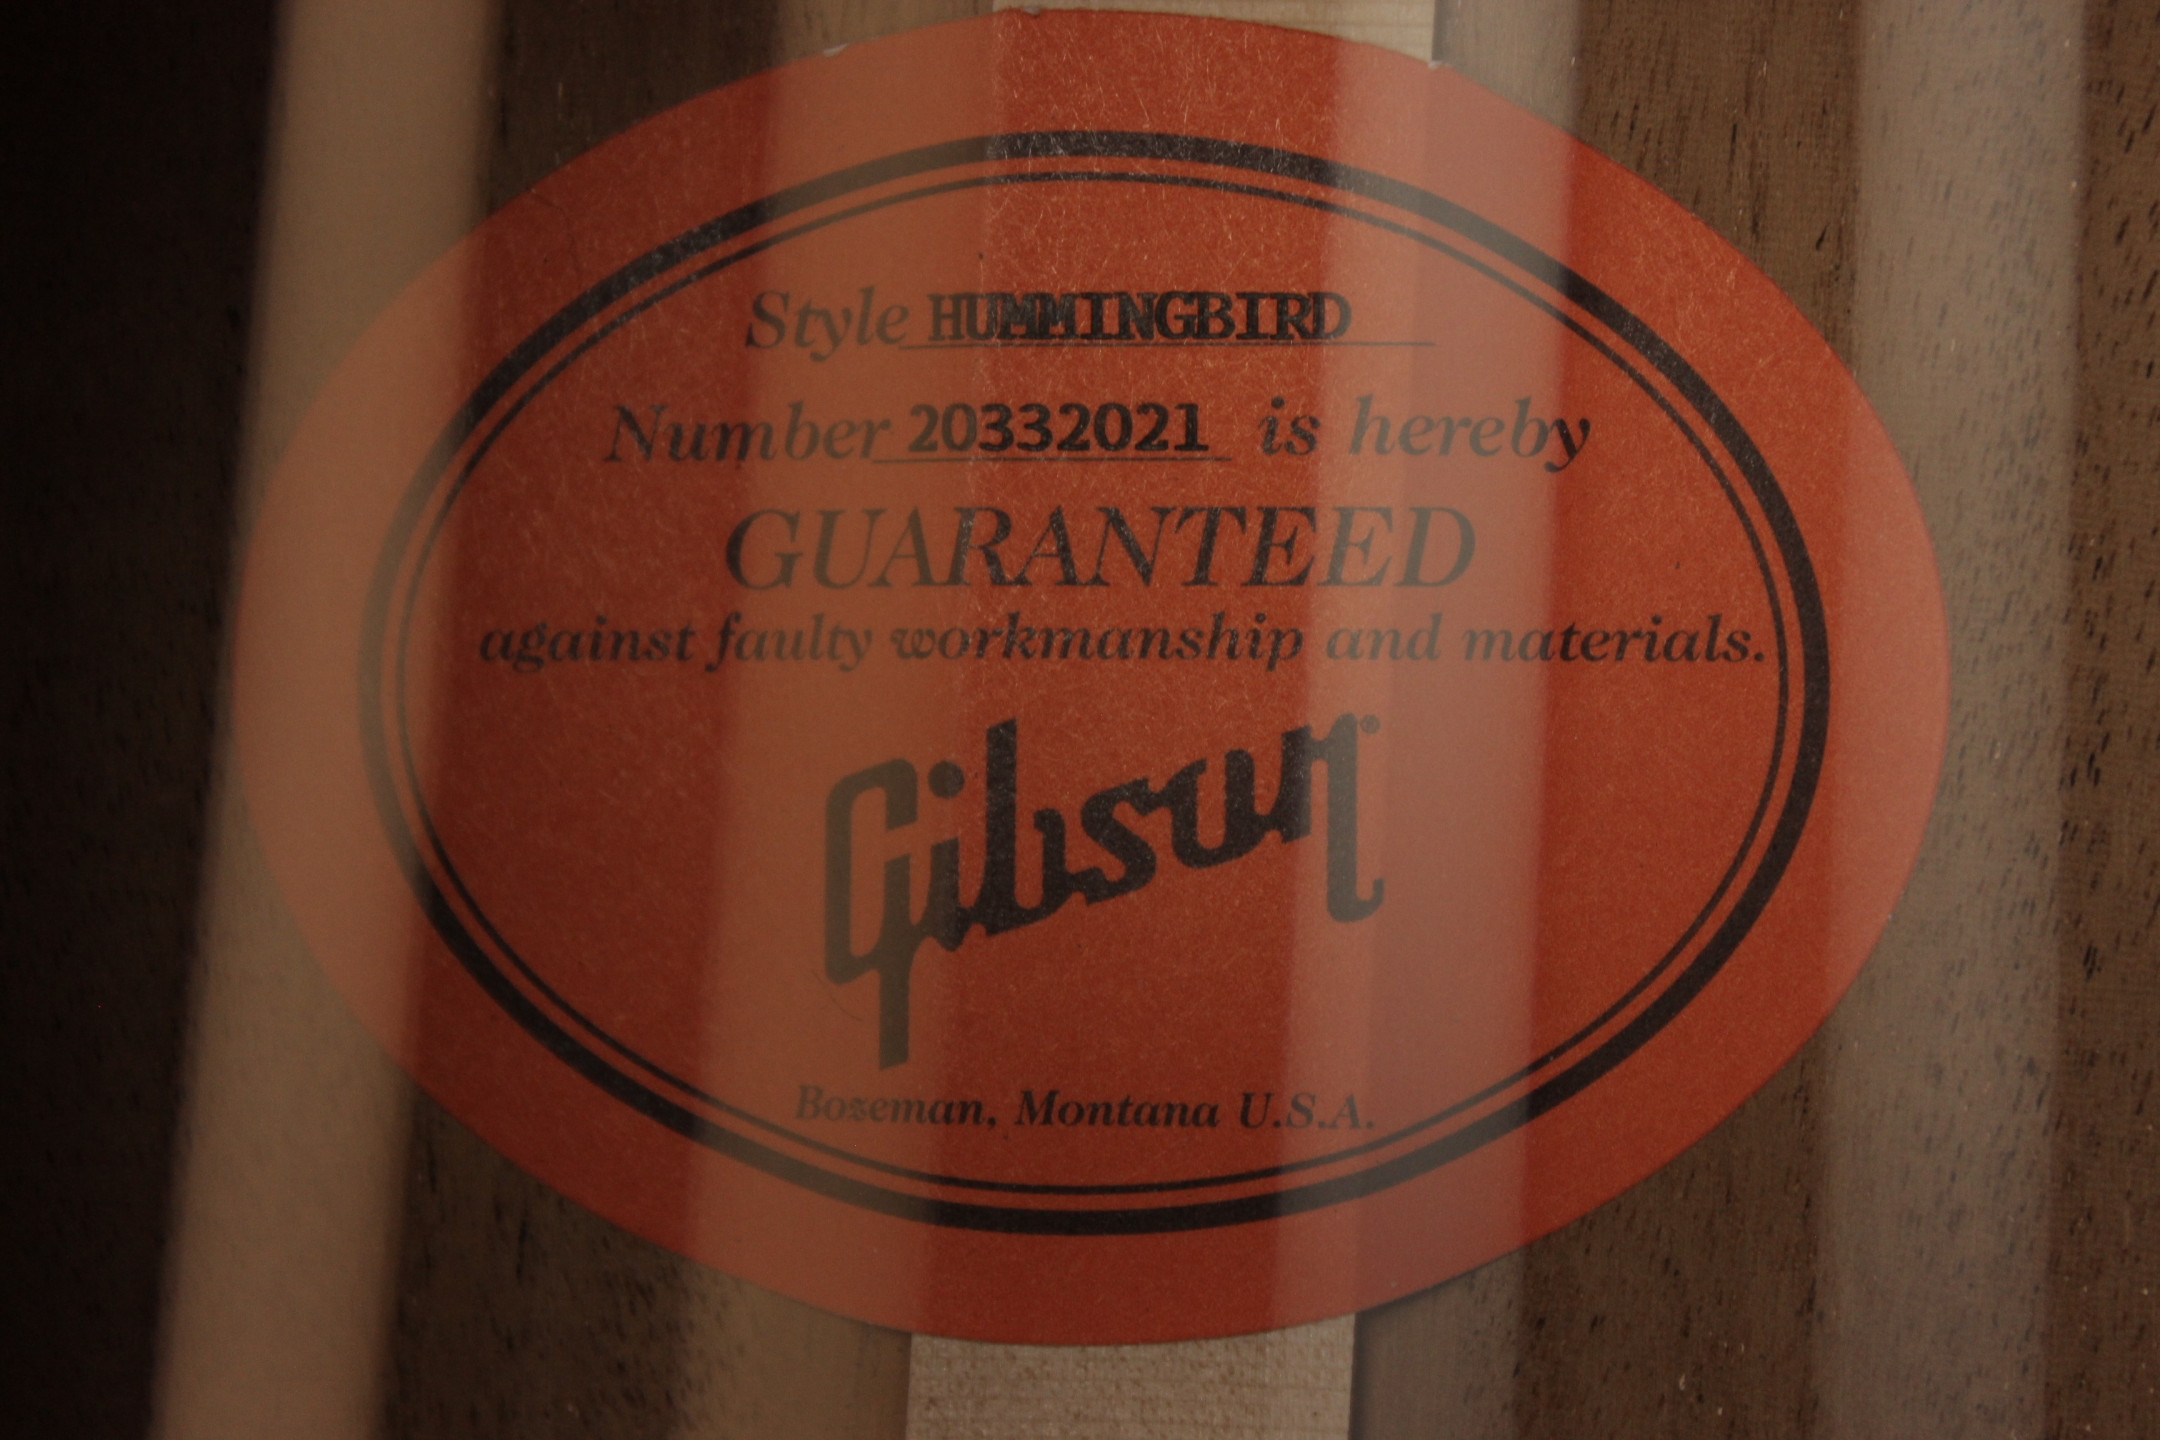 Style HUMMINGBIRD
Number 20332021 is hereby
GUARANTEED
against faulty workmanship and materials.
Gibson®
Bozeman, Montana U.S.A.